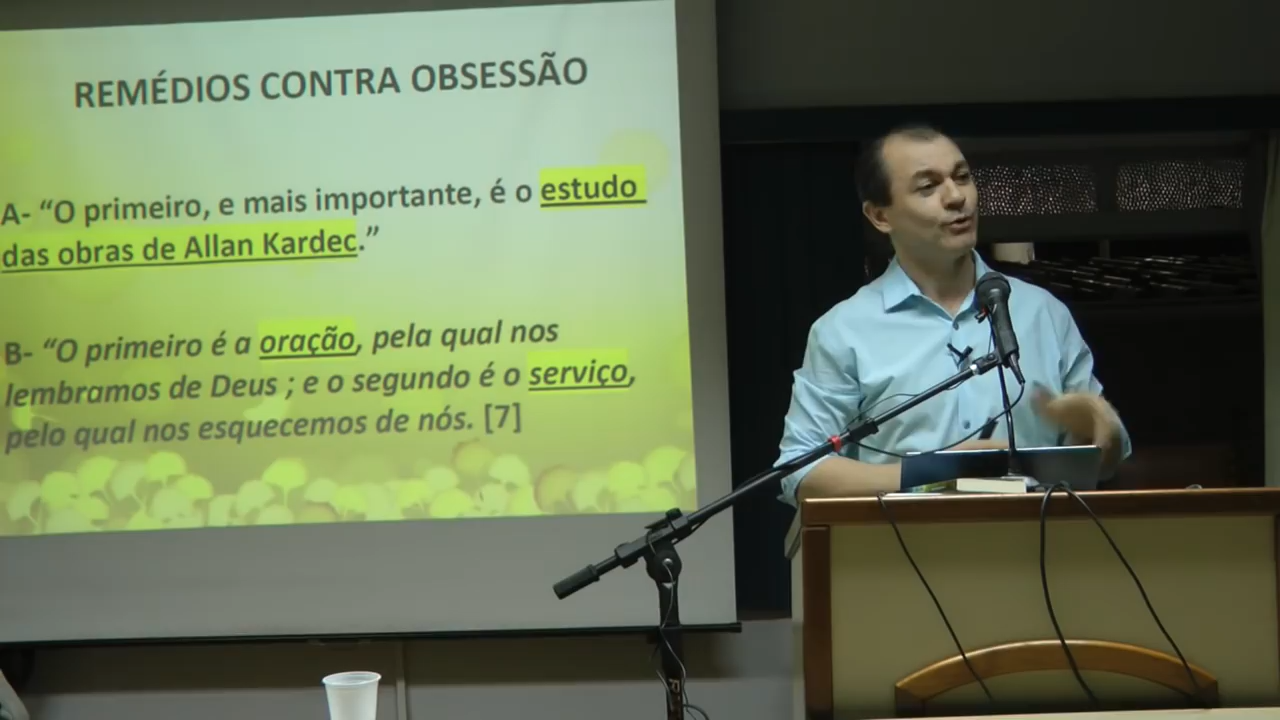 REMÉDIOS CONTRA OBSESSÃO
A- “O primeiro, e mais importante, é o estudo
das obras de Allan Kardec.”
B- “O primeiro é a oração, pela qual nos
lembramos de Deus ; e o segundo é o serviço,
pelo qual nos esquecemos de nós. [7]